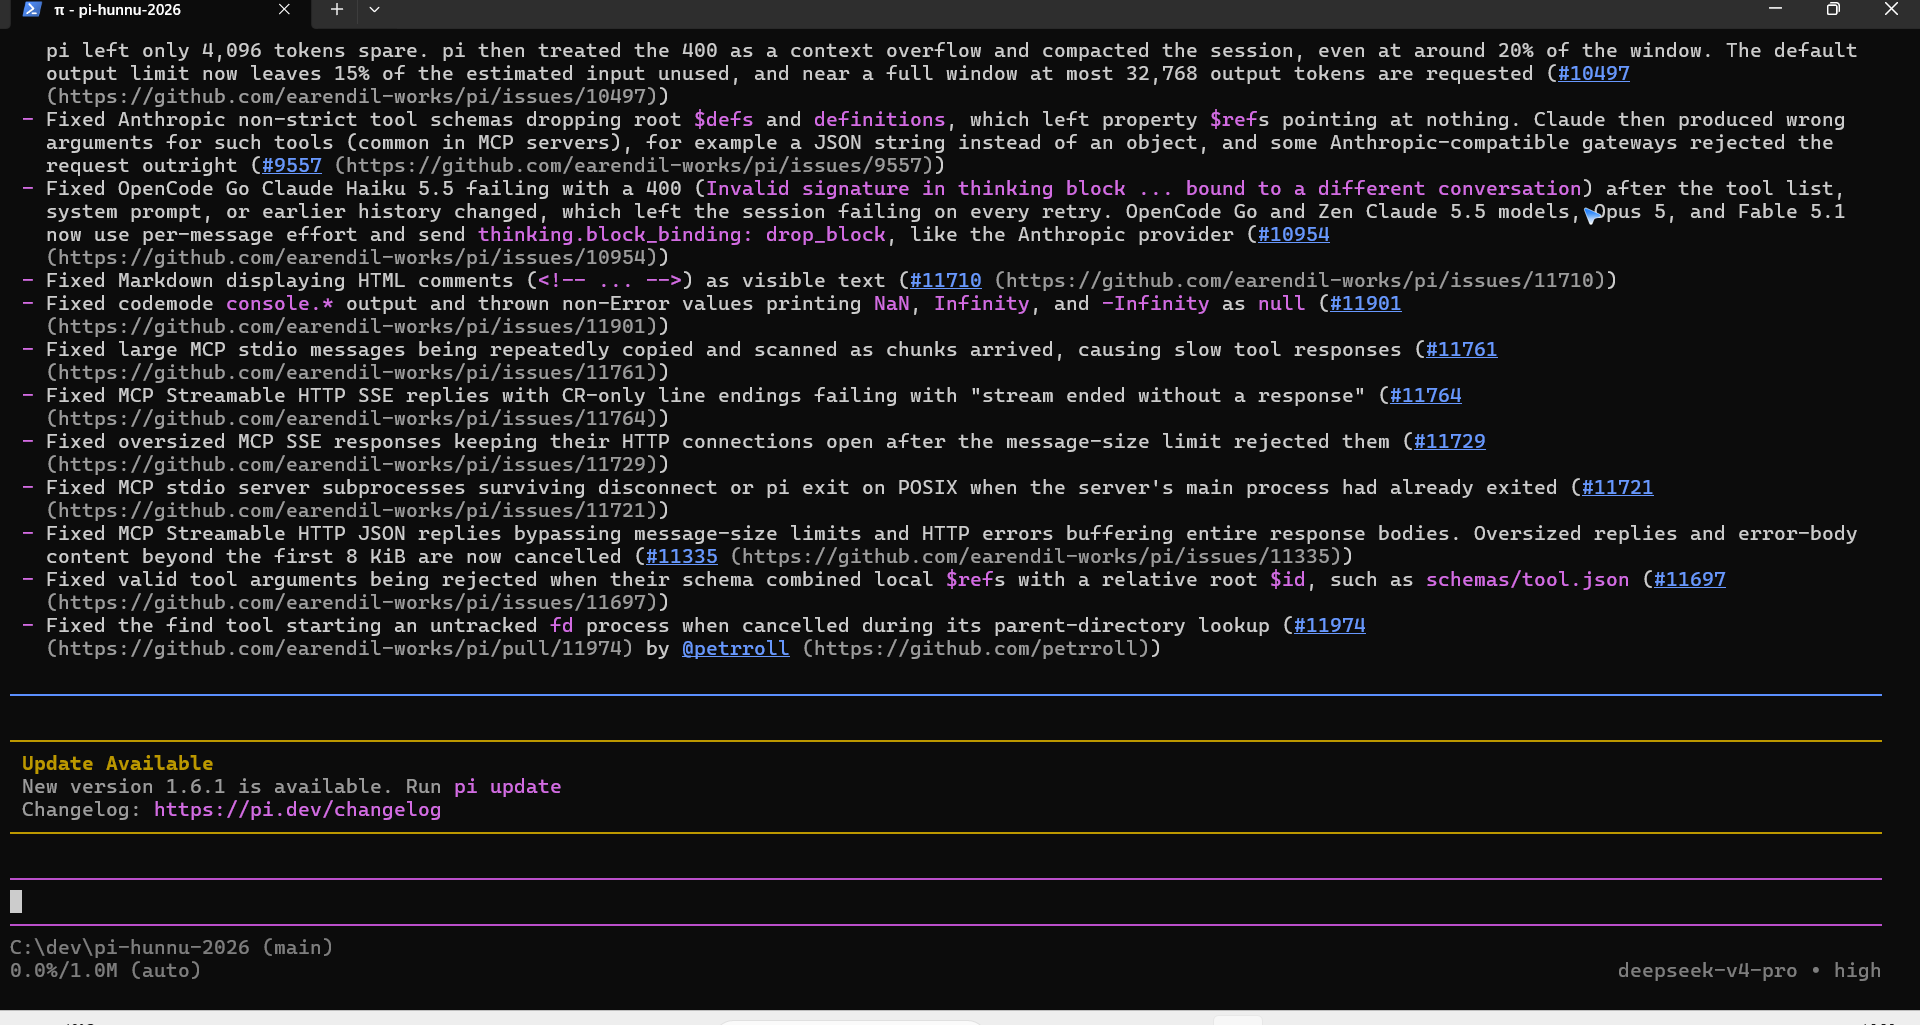 π - pi-hunnu-2026
pi left only 4,096 tokens spare. pi then treated the 400 as a context overflow and compacted the session, even at around 20% of the window. The default
output limit now leaves 15% of the estimated input unused, and near a full window at most 32,768 output tokens are requested (#10497
(https://github.com/earendil-works/pi/issues/10497))
- Fixed Anthropic non-strict tool schemas dropping root $defs and definitions, which left property $refs pointing at nothing. Claude then produced wrong
arguments for such tools (common in MCP servers), for example a JSON string instead of an object, and some Anthropic-compatible gateways rejected the
request outright (#9557 (https://github.com/earendil-works/pi/issues/9557))
- Fixed OpenCode Go Claude Haiku 5.5 failing with a 400 (Invalid signature in thinking block ... bound to a different conversation) after the tool list,
system prompt, or earlier history changed, which left the session failing on every retry. OpenCode Go and Zen Claude 5.5 models, Opus 5, and Fable 5.1
now use per-message effort and send thinking.block_binding: drop_block, like the Anthropic provider (#10954
(https://github.com/earendil-works/pi/issues/10954))
- Fixed Markdown displaying HTML comments (<!-- ... -->) as visible text (#11710 (https://github.com/earendil-works/pi/issues/11710))
- Fixed codemode console.* output and thrown non-Error values printing NaN, Infinity, and -Infinity as null (#11901
(https://github.com/earendil-works/pi/issues/11901))
- Fixed large MCP stdio messages being repeatedly copied and scanned as chunks arrived, causing slow tool responses (#11761
(https://github.com/earendil-works/pi/issues/11761))
- Fixed MCP Streamable HTTP SSE replies with CR-only line endings failing with "stream ended without a response" (#11764
(https://github.com/earendil-works/pi/issues/11764))
- Fixed oversized MCP SSE responses keeping their HTTP connections open after the message-size limit rejected them (#11729
(https://github.com/earendil-works/pi/issues/11729))
- Fixed MCP stdio server subprocesses surviving disconnect or pi exit on POSIX when the server's main process had already exited (#11721
(https://github.com/earendil-works/pi/issues/11721))
- Fixed MCP Streamable HTTP JSON replies bypassing message-size limits and HTTP errors buffering entire response bodies. Oversized replies and error-body
content beyond the first 8 KiB are now cancelled (#11335 (https://github.com/earendil-works/pi/issues/11335))
- Fixed valid tool arguments being rejected when their schema combined local $refs with a relative root $id, such as schemas/tool.json (#11697
(https://github.com/earendil-works/pi/issues/11697))
- Fixed the find tool starting an untracked fd process when cancelled during its parent-directory lookup (#11974
(https://github.com/earendil-works/pi/pull/11974) by @petrroll (https://github.com/petrroll))
Update Available
New version 1.6.1 is available. Run pi update
Changelog: https://pi.dev/changelog
C:\dev\pi-hunnu-2026 (main)
0.0%/1.0M (auto)
deepseek-v4-pro • high